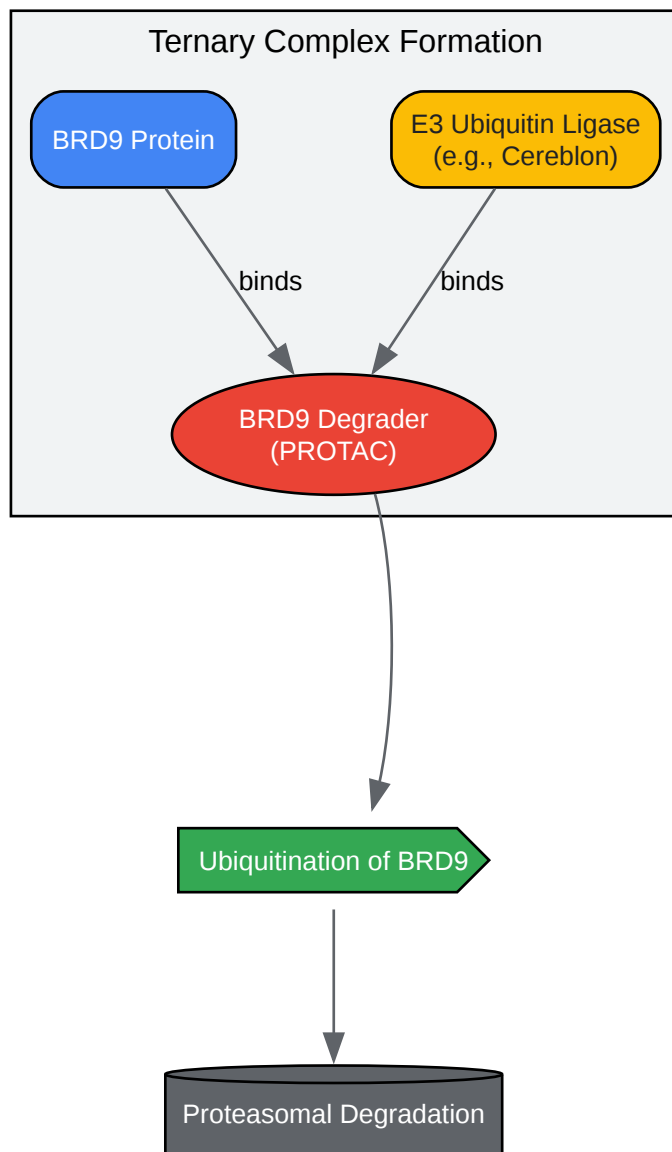 Ternary Complex Formation
BRD9 Protein
E3 Ubiquitin Ligase
(e.g., Cereblon)
binds
binds
BRD9 Degrader
(PROTAC)
Ubiquitination of BRD9
Proteasomal Degradation